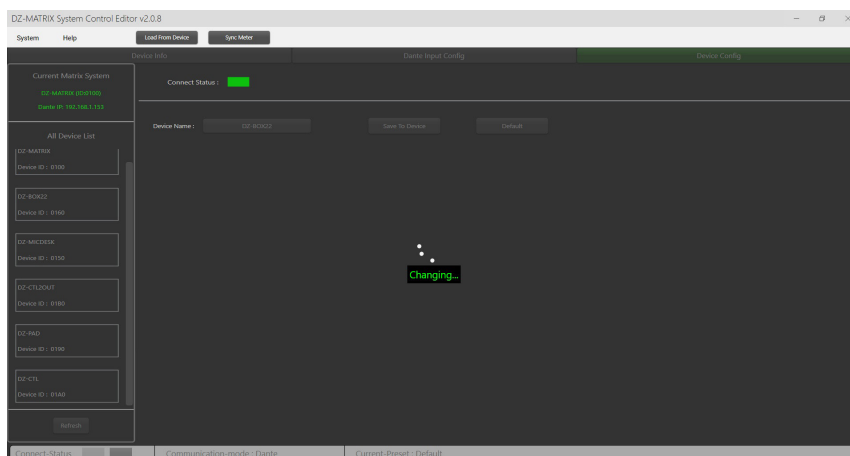 DZ-MATRIX System Control Editor v2.0.8
System Help Load From Device Sync Meter
Device Info Dante Input Config Device Config
Current Matrix System
DZ-MATRIX (ID:0100)
Dante IP: 192.168.1.153
Connect Status :
Device Name : DZ-BOX22 Save To Device Default
All Device List
DZ-MATRIX
Device ID : 0100
DZ-BOX22
Device ID : 0160
DZ-MICDESK
Device ID : 0150
DZ-CTL2OUT
Device ID : 01B0
DZ-PAD
Device ID : 0190
DZ-CTL
Device ID : 01A0
Refresh
Changing...
Connect-Status Communication-mode : Dante Current-Preset : Default